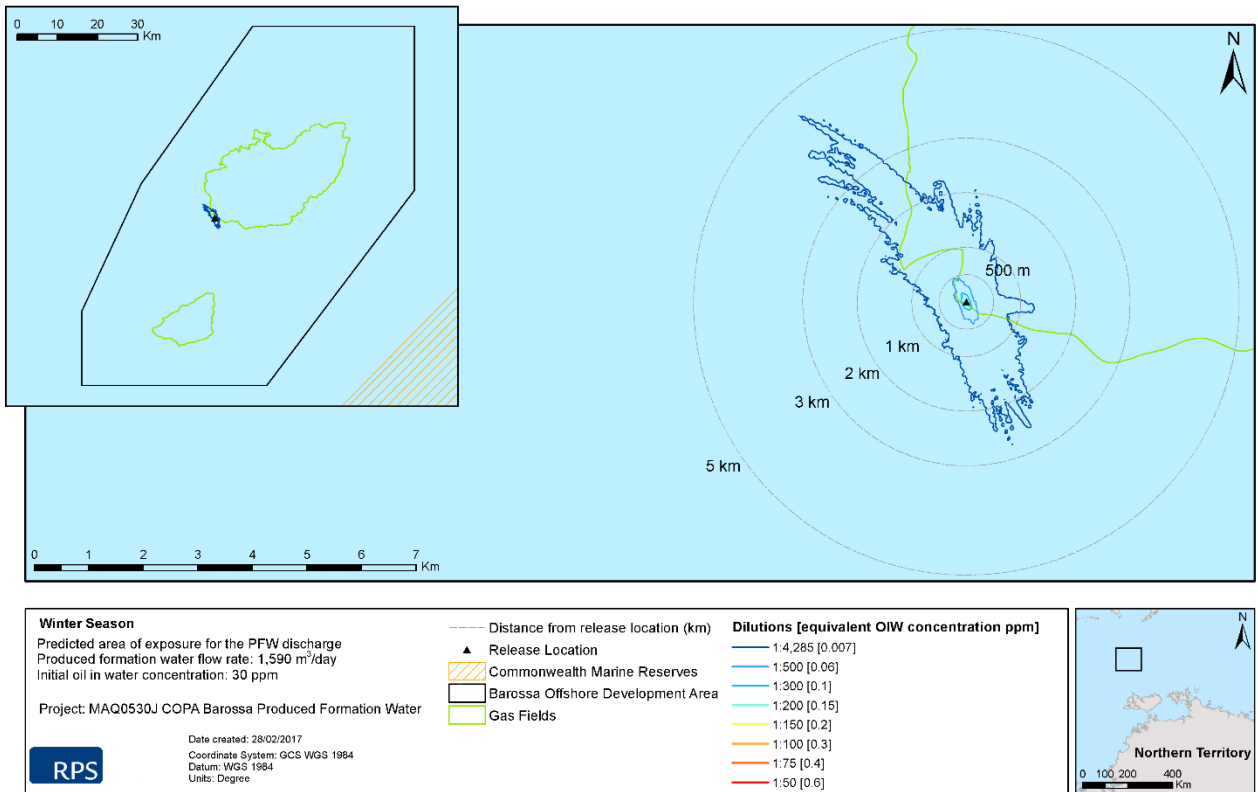 0 10 20 30
Km
N
500 m
1 km
2 km
3 km
5 km
0 1 2 3 4 5 6 7
Km
Winter Season
Predicted area of exposure for the PFW discharge
Produced formation water flow rate: 1,590 m³/day
Initial oil in water concentration: 30 ppm
Project: MAQ0530J COPA Barossa Produced Formation Water
Date created: 28/02/2017
Coordinate System: GCS WGS 1984
Datum: WGS 1984
Units: Degree
RPS
Distance from release location (km)
Release Location
Commonwealth Marine Reserves
Barossa Offshore Development Area
Gas Fields
Dilutions [equivalent OIW concentration ppm]
1:4,285 [0.007]
1:500 [0.06]
1:300 [0.1]
1:200 [0.15]
1:150 [0.2]
1:100 [0.3]
1:75 [0.4]
1:50 [0.6]
N
Northern Territory
0 100 200 400
Km